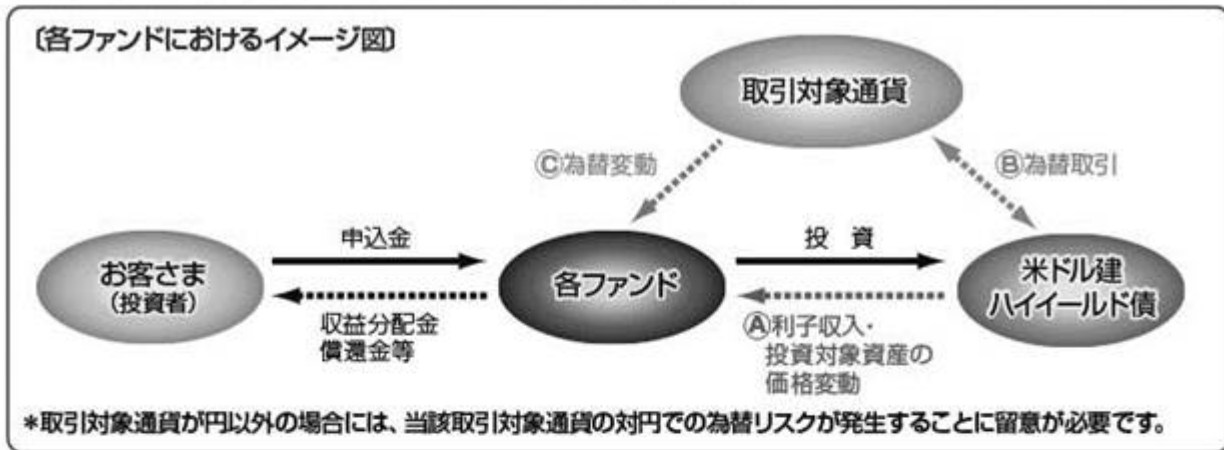 〔各ファンドにおけるイメージ図〕
取引対象通貨
Ⓒ為替変動
Ⓑ為替取引
申込金
投 資
お客さま
(投資者)
各ファンド
米ドル建
ハイイールド債
収益分配金
償還金等
Ⓐ利子収入・
投資対象資産の
価格変動
*取引対象通貨が円以外の場合には、当該取引対象通貨の対円での為替リスクが発生することに留意が必要です。